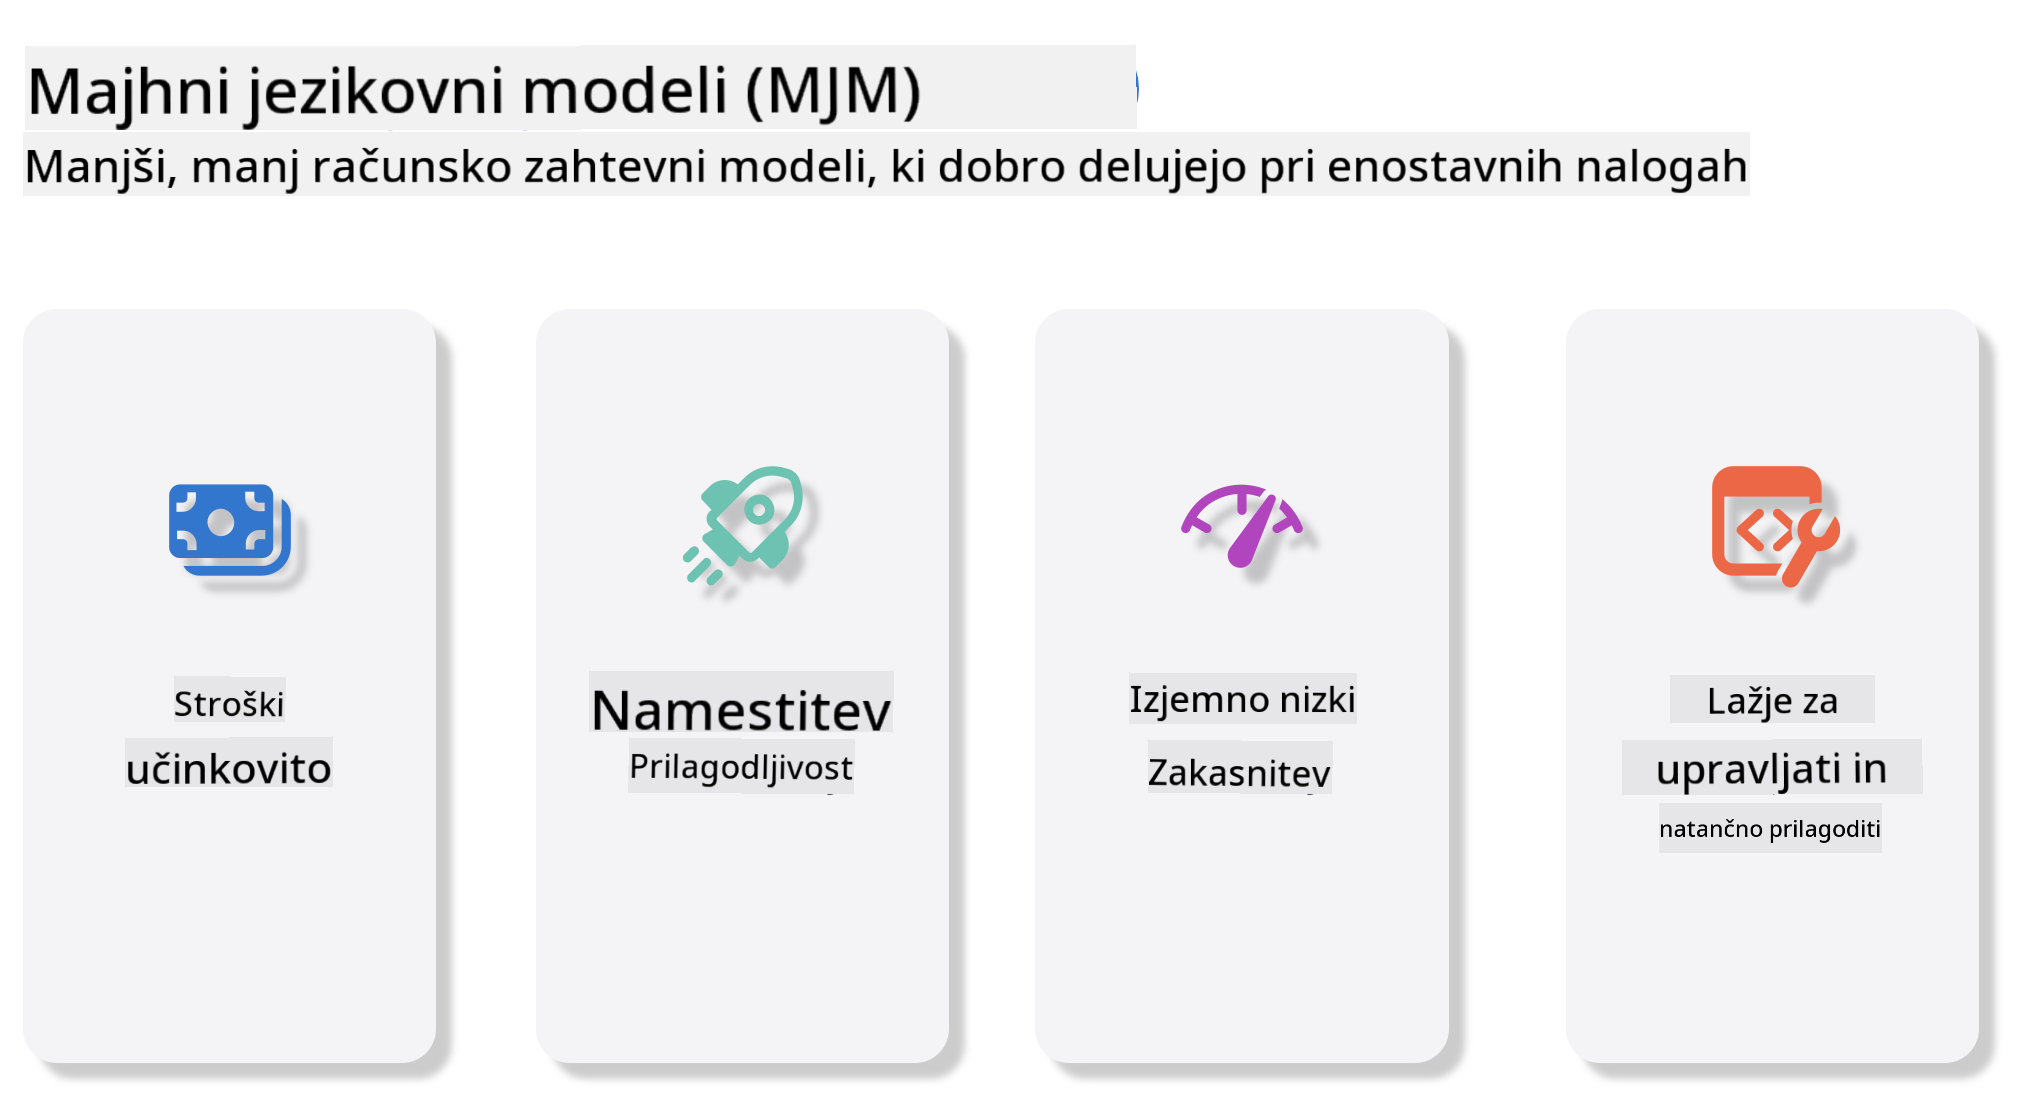 Majhni jezikovni modeli (MJM)
Manjši, manj računsko zahtevni modeli, ki dobro delujejo pri enostavnih nalogah
Stroški
učinkovito
Namestitev
Prilagodljivost
Izjemno nizki
Zakasnitev
Lažje za
upravljati in
natančno prilagoditi